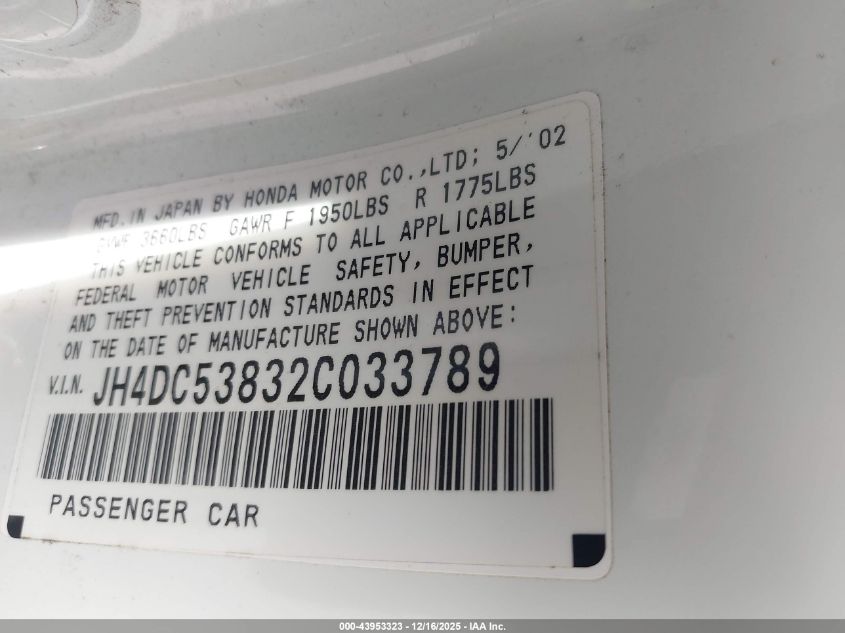 MFD.IN JAPAN BY HONDA MOTOR CO.,LTD; 5/'02
GVWR 3660LBS GAWR F 1950LBS R 1775LBS
THIS VEHICLE CONFORMS TO ALL APPLICABLE
FEDERAL MOTOR VEHICLE SAFETY, BUMPER,
AND THEFT PREVENTION STANDARDS IN EFFECT
ON THE DATE OF MANUFACTURE SHOWN ABOVE:
V.I.N. JH4DC53832C033789
PASSENGER CAR
000-43953323 - 12/16/2025 - IAA Inc.